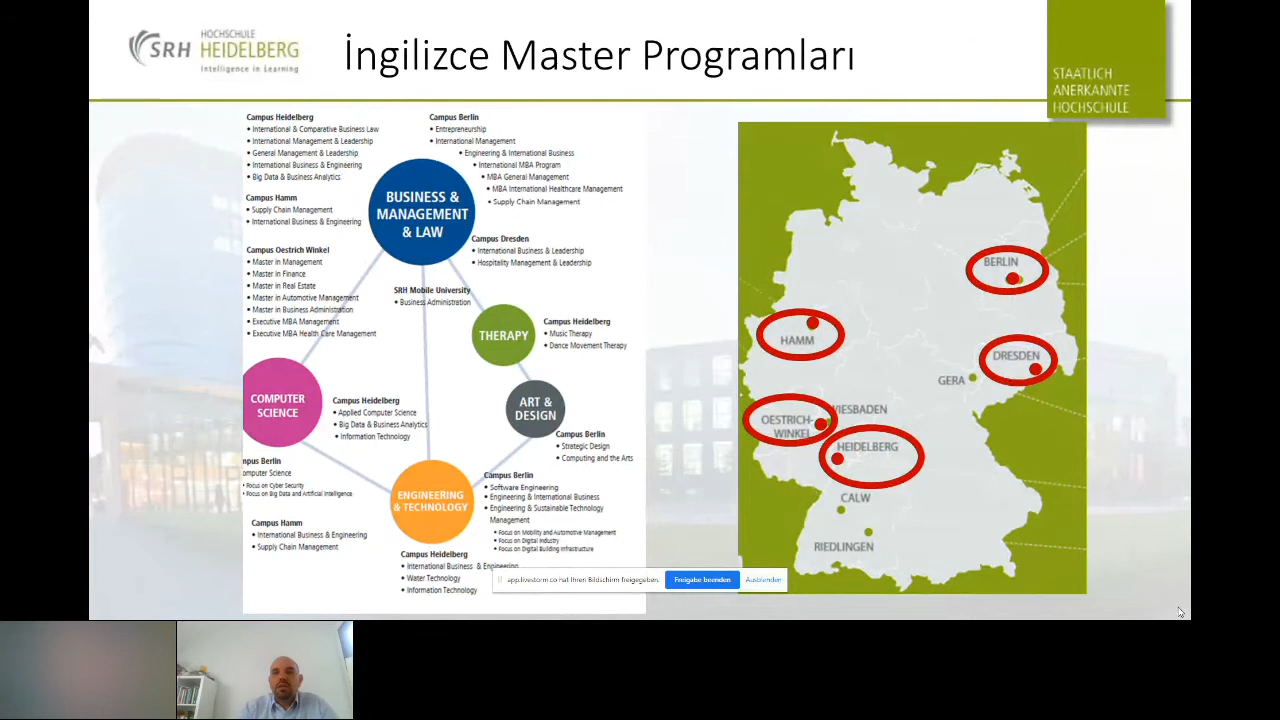 HOCHSCHULE
SRH HEIDELBERG
Intelligence in Learning
İngilizce Master Programları
STAATLICH
ANERKANNTE
HOCHSCHULE
Campus Heidelberg
• International & Comparative Business Law
• International Management & Leadership
• General Management & Leadership
• International Business & Engineering
• Big Data & Business Analytics
Campus Hamm
• Supply Chain Management
• International Business & Engineering
Campus Oestrich Winkel
• Master in Management
• Master in Finance
• Master in Real Estate
• Master in Automotive Management
• Master in Business Administration
• Executive MBA Management
• Executive MBA Health Care Management
Campus Berlin
• Entrepreneurship
• International Management
• Engineering & International Business
• International MBA Program
• MBA General Management
• MBA International Healthcare Management
• Supply Chain Management
BUSINESS &
MANAGEMENT
& LAW
Campus Dresden
• International Business & Leadership
• Hospitality Management & Leadership
SRH Mobile University
• Business Administration
THERAPY
Campus Heidelberg
• Music Therapy
• Dance Movement Therapy
COMPUTER
SCIENCE
Campus Heidelberg
• Applied Computer Science
• Big Data & Business Analytics
• Information Technology
ART &
DESIGN
Campus Berlin
• Strategic Design
• Computing and the Arts
mpus Berlin
omputer Science
• Focus on Cyber Security
• Focus on Big Data and Artificial Intelligence
ENGINEERING
& TECHNOLOGY
Campus Berlin
• Software Engineering
• Engineering & International Business
• Engineering & Sustainable Technology
Management
• Focus on Mobility and Automotive Management
• Focus on Digital Industry
• Focus on Digital Building Infrastructure
Campus Hamm
• International Business & Engineering
• Supply Chain Management
Campus Heidelberg
• International Business & Engineering
• Water Technology
• Information Technology
BERLIN
HAMM
DRESDEN
GERA
WIESBADEN
OESTRICH-
WINKEL
HEIDELBERG
CALW
RIEDLINGEN
app.livestorm.co hat Ihren Bildschirm freigegeben.
Freigabe beenden
Ausblenden